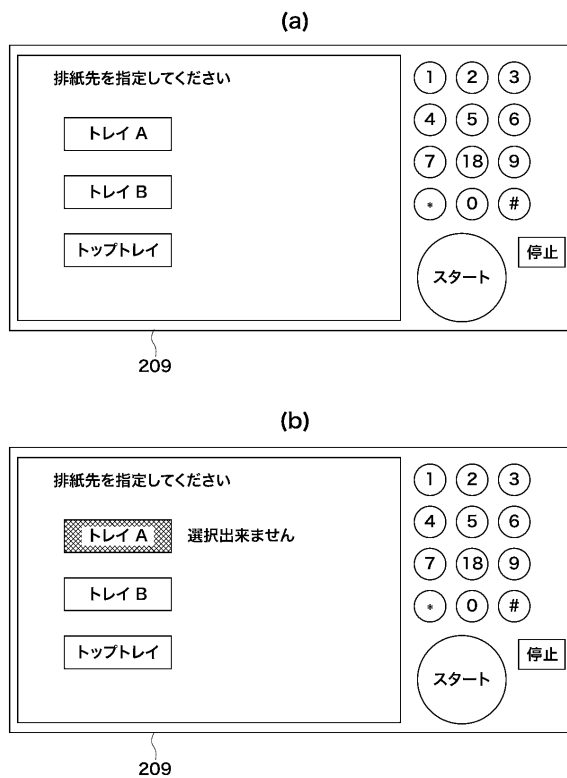 (a)
排紙先を指定してください
トレイ A
トレイ B
トップトレイ
1 2 3
4 5 6
7 18 9
* 0 #
スタート
停止
209
(b)
排紙先を指定してください
トレイ A 選択出来ません
トレイ B
トップトレイ
1 2 3
4 5 6
7 18 9
* 0 #
スタート
停止
209